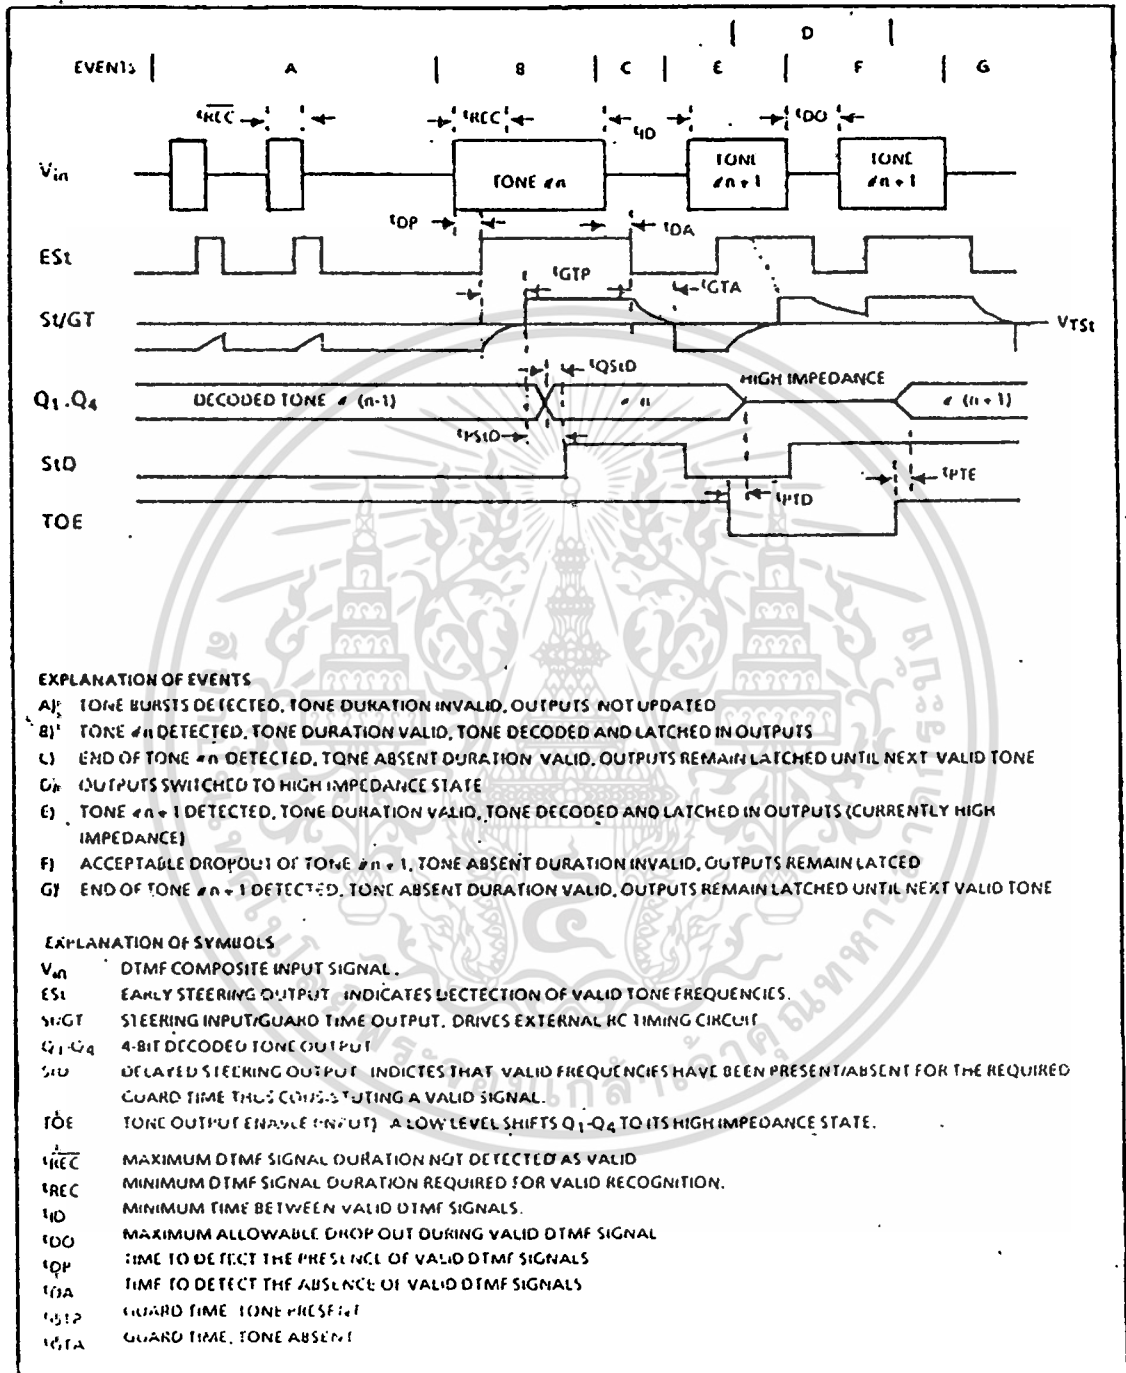 D
EVENTS A B C E F G
tREC tREC tID tDO
Vin TONE #n TONE #n + 1 TONE #n + 1
tDP tDA
ESt
tGTP tGTA
St/GT VTSt
tQStD HIGH IMPEDANCE
Q1-Q4 DECODED TONE # (n-1) # n # (n + 1)
tPStD
StD
tPTD tPTE
TOE
EXPLANATION OF EVENTS
A) TONE BURSTS DETECTED, TONE DURATION INVALID, OUTPUTS NOT UPDATED
B) TONE #n DETECTED, TONE DURATION VALID, TONE DECODED AND LATCHED IN OUTPUTS
C) END OF TONE #n DETECTED, TONE ABSENT DURATION VALID, OUTPUTS REMAIN LATCHED UNTIL NEXT VALID TONE
D) OUTPUTS SWITCHED TO HIGH IMPEDANCE STATE
E) TONE #n + 1 DETECTED, TONE DURATION VALID, TONE DECODED AND LATCHED IN OUTPUTS (CURRENTLY HIGH
IMPEDANCE)
F) ACCEPTABLE DROPOUT OF TONE #n + 1, TONE ABSENT DURATION INVALID, OUTPUTS REMAIN LATCED
G) END OF TONE #n + 1 DETECTED, TONE ABSENT DURATION VALID, OUTPUTS REMAIN LATCHED UNTIL NEXT VALID TONE
EXPLANATION OF SYMBOLS
Vin DTMF COMPOSITE INPUT SIGNAL.
ESt EARLY STEERING OUTPUT INDICATES DECTECTION OF VALID TONE FREQUENCIES.
St/GT STEERING INPUT/GUARD TIME OUTPUT. DRIVES EXTERNAL RC TIMING CIRCUIT
Q1-Q4 4-BIT DECODED TONE OUTPUT
StD DELAYED STEERING OUTPUT INDICTES THAT VALID FREQUENCIES HAVE BEEN PRESENT/ABSENT FOR THE REQUIRED
GUARD TIME THUS CONSTITUTING A VALID SIGNAL.
TOE TONE OUTPUT ENABLE (INPUT) A LOW LEVEL SHIFTS Q1-Q4 TO ITS HIGH IMPEDANCE STATE.
tREC MAXIMUM DTMF SIGNAL DURATION NOT DETECTED AS VALID
tREC MINIMUM DTMF SIGNAL DURATION REQUIRED FOR VALID RECOGNITION.
tID MINIMUM TIME BETWEEN VALID DTMF SIGNALS.
tDO MAXIMUM ALLOWABLE DROP OUT DURING VALID DTMF SIGNAL
tDP TIME TO DETECT THE PRESENCE OF VALID DTMF SIGNALS
tDA TIME TO DETECT THE ABSENCE OF VALID DTMF SIGNALS
tGTP GUARD TIME TONE PRESENT
tGTA GUARD TIME, TONE ABSENT